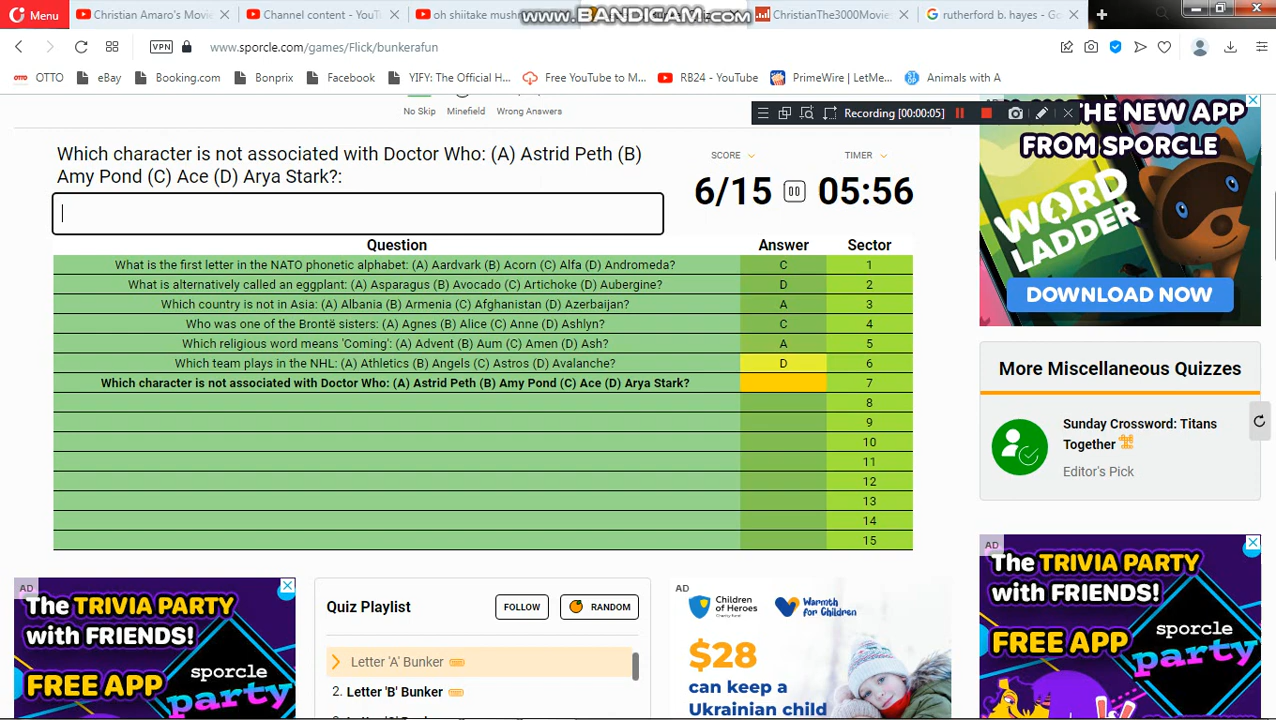 Menu
Christian Amaro's Movi
Channel content - YouT
oh shiitake mush
www.BANDICAM.com
ChristianThe3000Movie
rutherford b. hayes - Go
VPN
www.sporcle.com/games/Flick/bunkerafun
OTTO
eBay
Booking.com
Bonprix
Facebook
YIFY: The Official H...
Free YouTube to M...
RB24 - YouTube
PrimeWire | LetMe...
Animals with A
No Skip
Minefield
Wrong Answers
Recording [00:00:05]
THE NEW APP
FROM SPORCLE
WORD
LADDER
DOWNLOAD NOW
Which character is not associated with Doctor Who: (A) Astrid Peth (B)
Amy Pond (C) Ace (D) Arya Stark?:
SCORE
TIMER
6/15
05:56
Question Answer Sector
What is the first letter in the NATO phonetic alphabet: (A) Aardvark (B) Acorn (C) Alfa (D) Andromeda? C 1
What is alternatively called an eggplant: (A) Asparagus (B) Avocado (C) Artichoke (D) Aubergine? D 2
Which country is not in Asia: (A) Albania (B) Armenia (C) Afghanistan (D) Azerbaijan? A 3
Who was one of the Brontë sisters: (A) Agnes (B) Alice (C) Anne (D) Ashlyn? C 4
Which religious word means 'Coming': (A) Advent (B) Aum (C) Amen (D) Ash? A 5
Which team plays in the NHL: (A) Athletics (B) Angels (C) Astros (D) Avalanche? D 6
Which character is not associated with Doctor Who: (A) Astrid Peth (B) Amy Pond (C) Ace (D) Arya Stark? 7
8
9
10
11
12
13
14
15
More Miscellaneous Quizzes
Sunday Crossword: Titans
Together
Editor's Pick
AD
The TRIVIA PARTY
with FRIENDS!
FREE APP
sporcle
party
Quiz Playlist
FOLLOW
RANDOM
Letter 'A' Bunker
2. Letter 'B' Bunker
AD
Children
of Heroes
Charity Fund
Warmth
for Children
$28
can keep a
Ukrainian child
AD
The TRIVIA PARTY
with FRIENDS!
FREE APP
sporcle
party